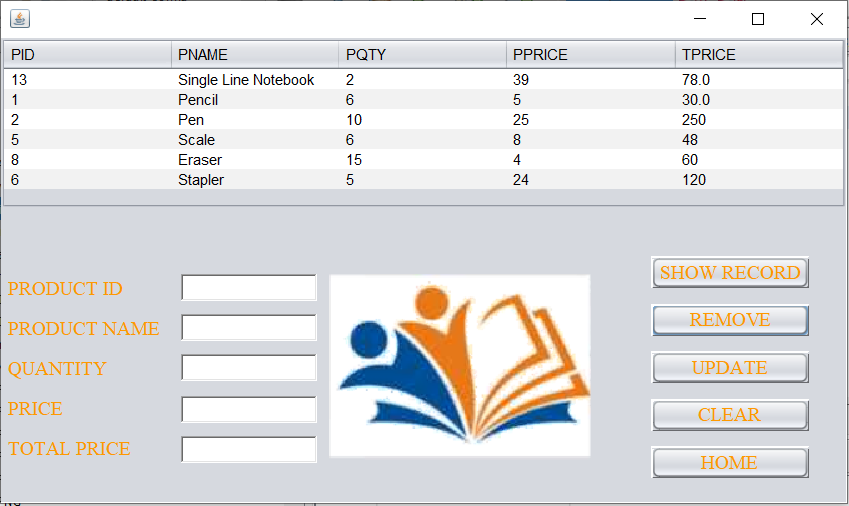 PID PNAME PQTY PPRICE TPRICE
13 Single Line Notebook 2 39 78.0
1 Pencil 6 5 30.0
2 Pen 10 25 250
5 Scale 6 8 48
8 Eraser 15 4 60
6 Stapler 5 24 120
SHOW RECORD
PRODUCT ID
REMOVE
PRODUCT NAME
QUANTITY UPDATE
PRICE CLEAR
TOTAL PRICE HOME